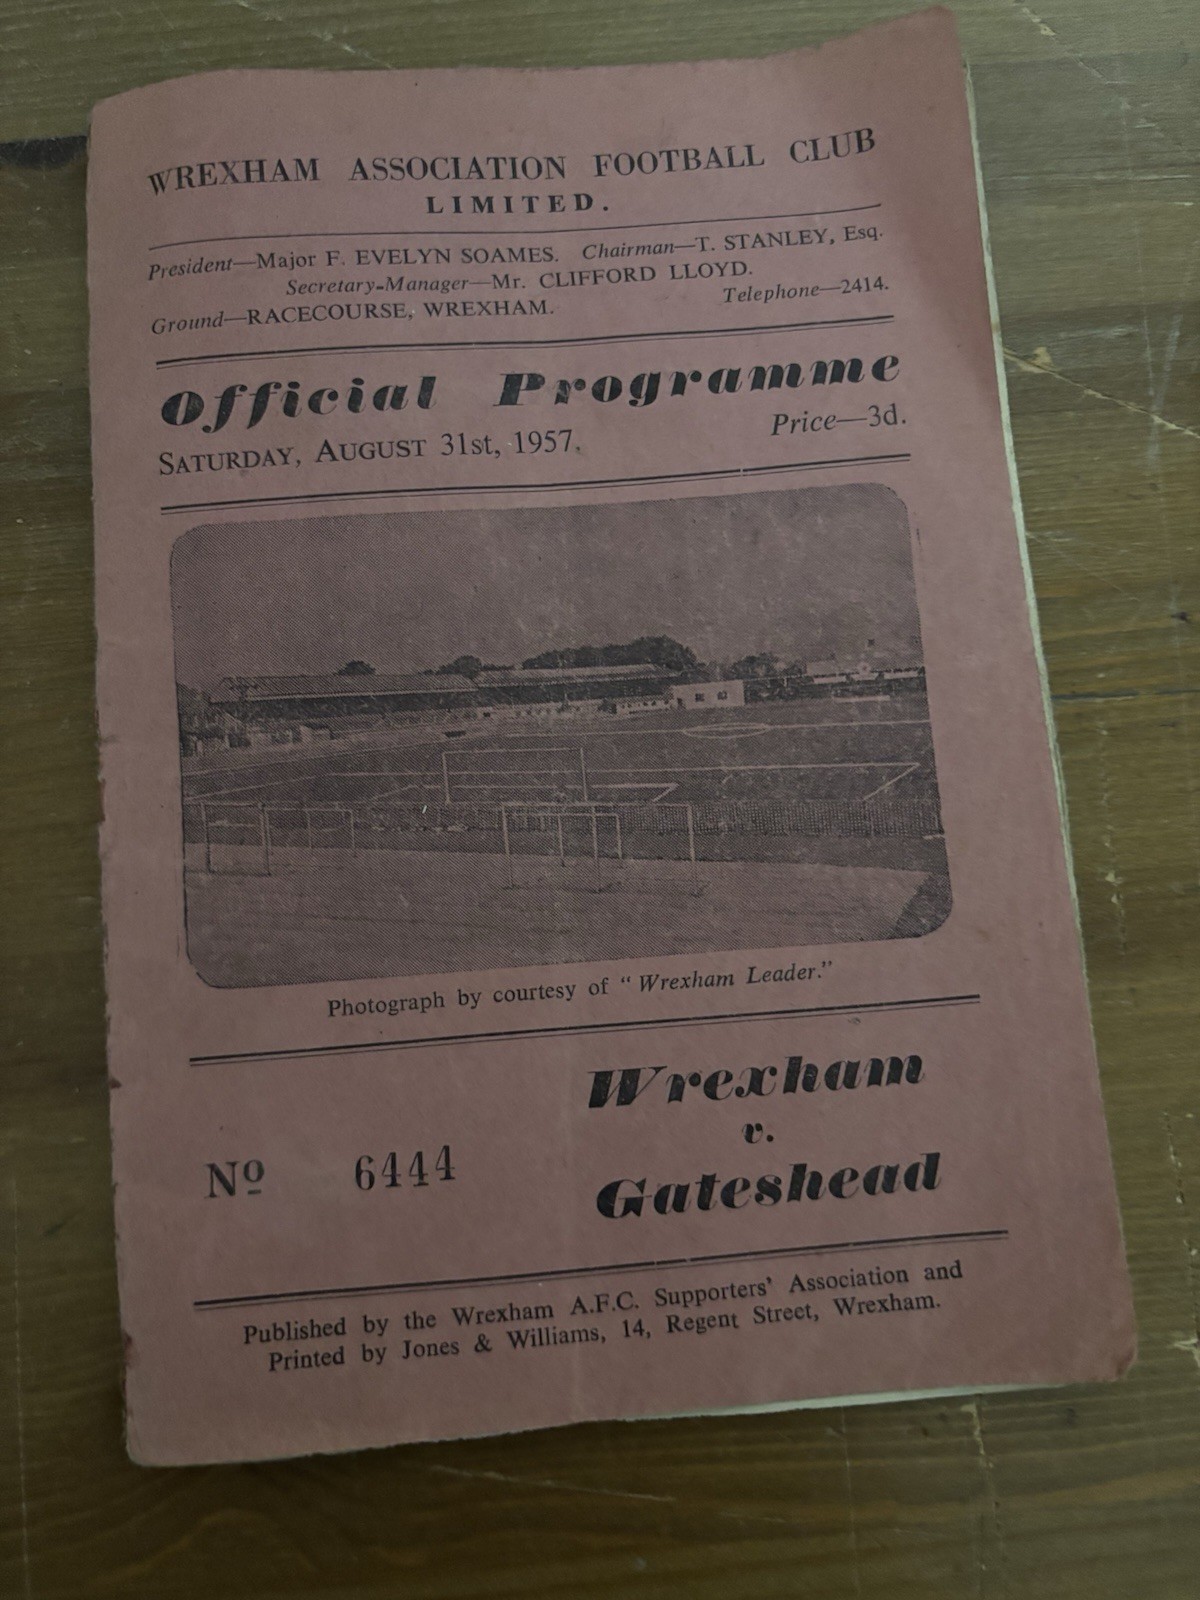 WREXHAM ASSOCIATION FOOTBALL CLUB
LIMITED.
President—Major F. EVELYN SOAMES. Chairman—T. STANLEY, Esq.
Secretary-Manager—Mr. CLIFFORD LLOYD.
Ground—RACECOURSE, WREXHAM. Telephone—2414.
Official Programme
SATURDAY, AUGUST 31st, 1957. Price—3d.
Photograph by courtesy of "Wrexham Leader."
Wrexham
v.
Nº 6444
Gateshead
Published by the Wrexham A.F.C. Supporters' Association and
Printed by Jones & Williams, 14, Regent Street, Wrexham.